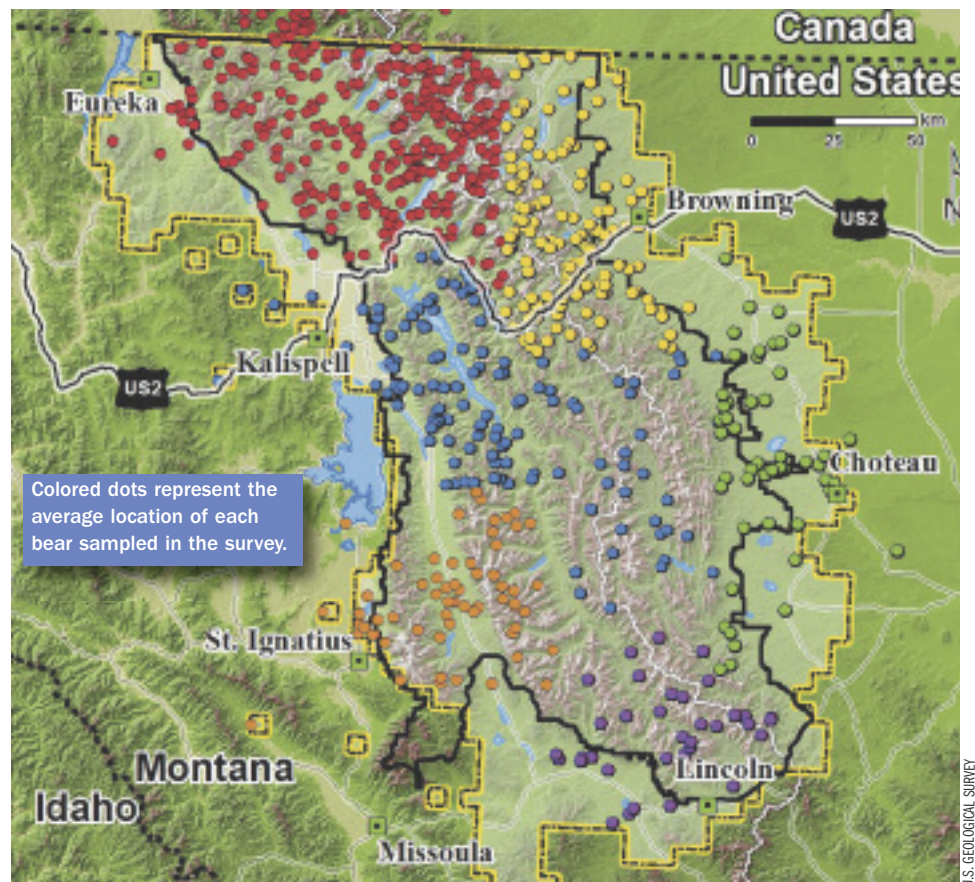 Canada
United States
Eureka
km
0 25 50
N
Browning
US2
Kalispell
US2
Choteau
Colored dots represent the
average location of each
bear sampled in the survey.
St. Ignatius
Montana
Idaho
Lincoln
Missoula
U.S. GEOLOGICAL SURVEY